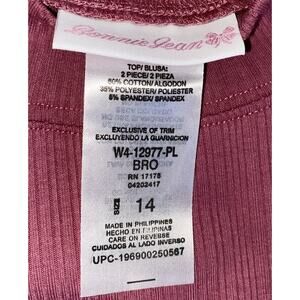 Bonnie Jean
TOP/ BLUSA:
2 PIECE/ 2 PIEZA
60% COTTON/ALGODON
35% POLYESTER/ POLIESTER
5% SPANDEX/ SPANDEX
EXCLUSIVE OF TRIM
EXCLUYENDO LA GUARNICION
W4-12977-PL
BRO
RN 17175
04202417
SIZE 14
MADE IN PHILIPPINES
HECHO EN FILIPINAS
CARE ON REVERSE
CUIDADOS AL LADO INVERSO
UPC-196900250567